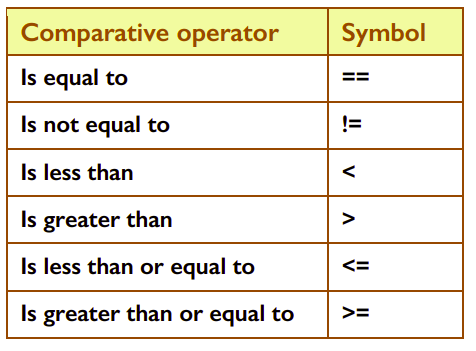 Comparative operator Symbol
Is equal to ==
Is not equal to !=
Is less than <
Is greater than >
Is less than or equal to <=
Is greater than or equal to >=